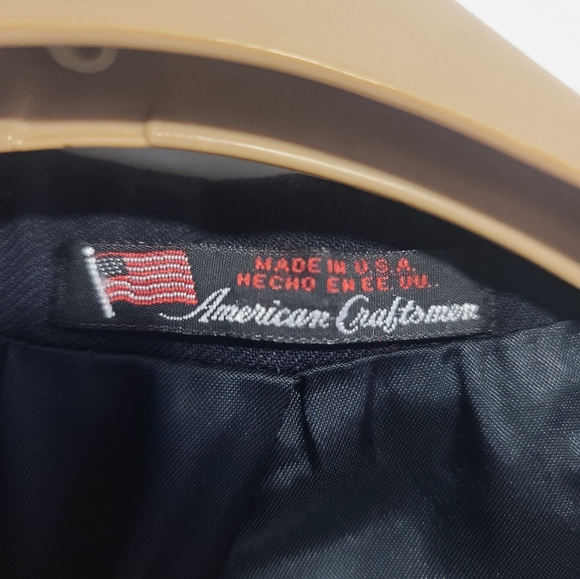 MADE IN U.S.A.
HECHO EN EE.UU..
American Craftsmen